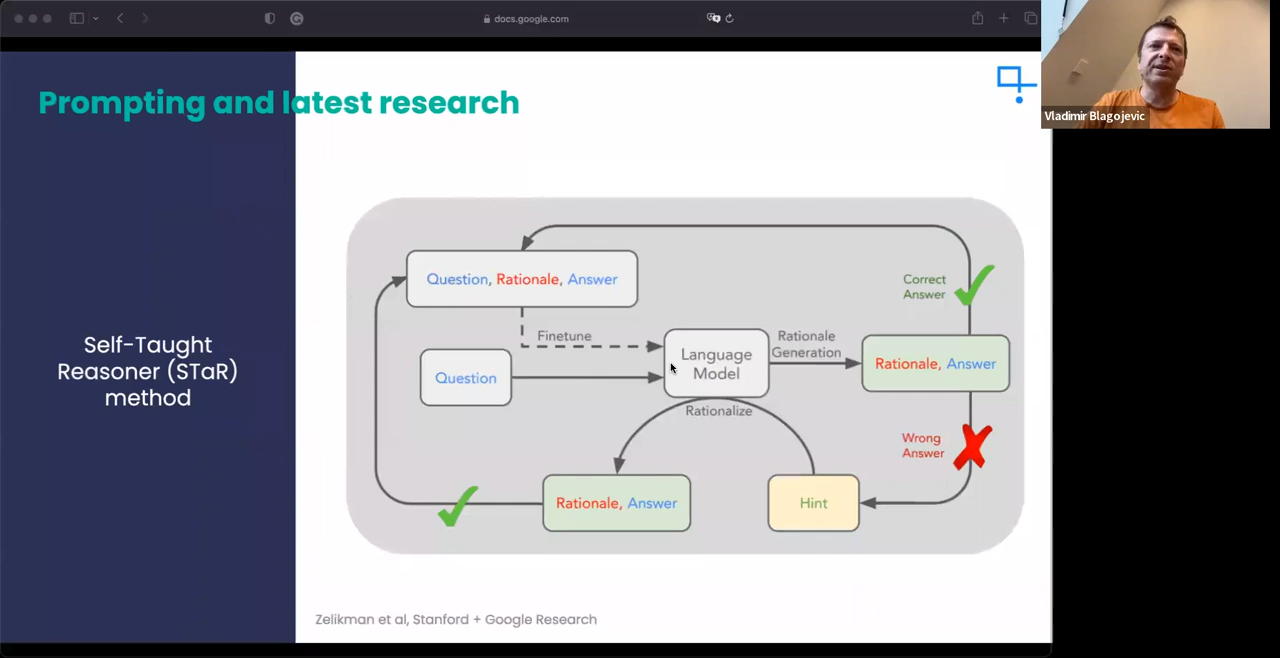 docs.google.com
Vladimir Blagojevic
Prompting and latest research
Self-Taught
Reasoner (STaR)
method
Question, Rationale, Answer
Correct
Answer
Finetune
Rationale
Generation
Language
Model
Rationale, Answer
Question
Rationalize
Wrong
Answer
Rationale, Answer
Hint
Zelikman et al, Stanford + Google Research